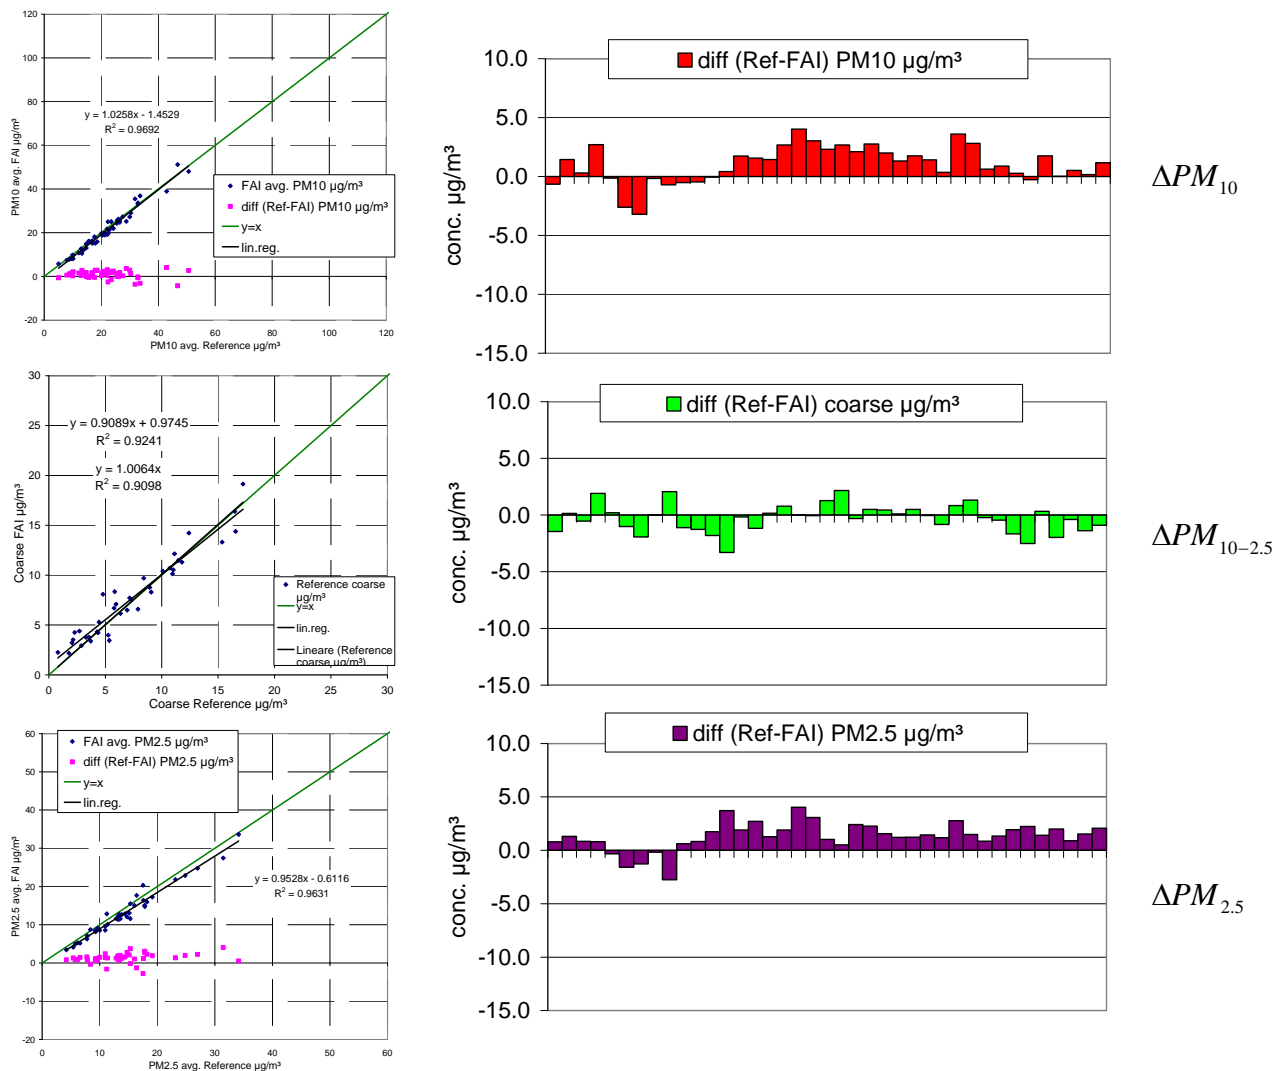 120
100
80
60
40
20
0
-20
0 20 40 60 80 100 120
PM10 avg. FAI µg/m³
PM10 avg. Reference µg/m³
y = 1.0258x - 1.4529
R² = 0.9692
FAI avg. PM10 µg/m³
diff (Ref-FAI) PM10 µg/m³
y=x
lin.reg.
diff (Ref-FAI) PM10 µg/m³
10.0
5.0
0.0
-5.0
-10.0
-15.0
conc. µg/m³
ΔPM₁₀
30
25
20
15
10
5
0
0 5 10 15 20 25 30
Coarse FAI µg/m³
Coarse Reference µg/m³
y = 0.9089x + 0.9745
R² = 0.9241
y = 1.0064x
R² = 0.9098
Reference coarse
µg/m³
y=x
lin.reg.
Lineare (Reference
coarse µg/m³)
diff (Ref-FAI) coarse µg/m³
10.0
5.0
0.0
-5.0
-10.0
-15.0
conc. µg/m³
ΔPM₁₀₋₂.₅
60
50
40
30
20
10
0
-10
-20
0 10 20 30 40 50 60
PM2.5 avg. FAI µg/m³
PM2.5 avg. Reference µg/m³
FAI avg. PM2.5 µg/m³
diff (Ref-FAI) PM2.5 µg/m³
y=x
lin.reg.
y = 0.9528x - 0.6116
R² = 0.9631
diff (Ref-FAI) PM2.5 µg/m³
10.0
5.0
0.0
-5.0
-10.0
-15.0
conc. µg/m³
ΔPM₂.₅